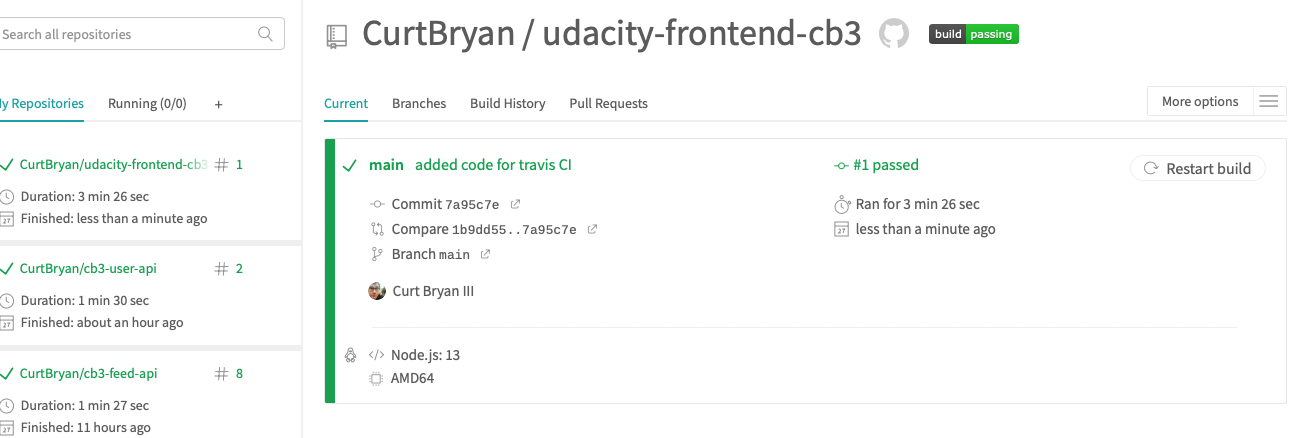 Search all repositories
My Repositories Running (0/0) +
CurtBryan/udacity-frontend-cb3 # 1
Duration: 3 min 26 sec
Finished: less than a minute ago
CurtBryan/cb3-user-api # 2
Duration: 1 min 30 sec
Finished: about an hour ago
CurtBryan/cb3-feed-api # 8
Duration: 1 min 27 sec
Finished: 11 hours ago
CurtBryan / udacity-frontend-cb3 build passing
Current Branches Build History Pull Requests More options
main added code for travis CI #1 passed Restart build
Commit 7a95c7e Ran for 3 min 26 sec
Compare 1b9dd55..7a95c7e less than a minute ago
Branch main
Curt Bryan III
</> Node.js: 13
AMD64